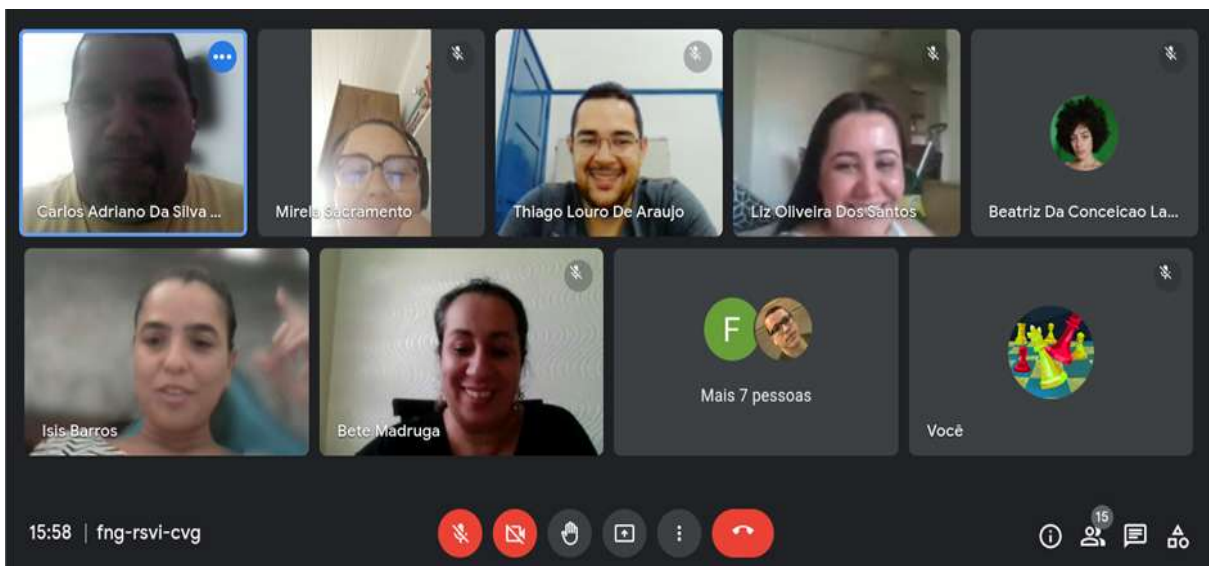 Carlos Adriano Da Silva ...
Mirela Sacramento
Thiago Louro De Araujo
Liz Oliveira Dos Santos
Beatriz Da Conceicao La...
Isis Barros
Bete Madruga
F
Mais 7 pessoas
Você
15:58 | fng-rsvi-cvg
15